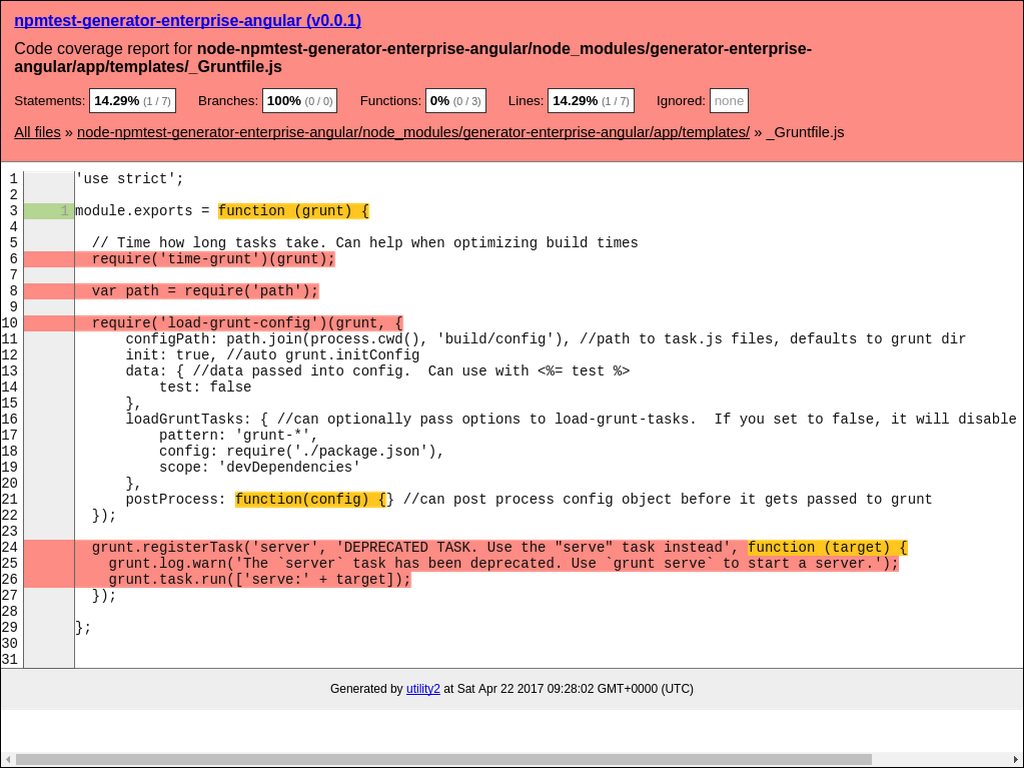 npmtest-generator-enterprise-angular (v0.0.1)
Code coverage report for node-npmtest-generator-enterprise-angular/node_modules/generator-enterprise-
angular/app/templates/_Gruntfile.js
Statements: 14.29% (1 / 7) Branches: 100% (0 / 0) Functions: 0% (0 / 3) Lines: 14.29% (1 / 7) Ignored: none
All files » node-npmtest-generator-enterprise-angular/node_modules/generator-enterprise-angular/app/templates/ » _Gruntfile.js
1 'use strict';
2
3 1 module.exports = function (grunt) {
4
5 // Time how long tasks take. Can help when optimizing build times
6 require('time-grunt')(grunt);
7
8 var path = require('path');
9
10 require('load-grunt-config')(grunt, {
11 configPath: path.join(process.cwd(), 'build/config'), //path to task.js files, defaults to grunt dir
12 init: true, //auto grunt.initConfig
13 data: { //data passed into config.  Can use with <%= test %>
14 test: false
15 },
16 loadGruntTasks: { //can optionally pass options to load-grunt-tasks.  If you set to false, it will disable
17 pattern: 'grunt-*',
18 config: require('./package.json'),
19 scope: 'devDependencies'
20 },
21 postProcess: function(config) {} //can post process config object before it gets passed to grunt
22 });
23
24 grunt.registerTask('server', 'DEPRECATED TASK. Use the "serve" task instead', function (target) {
25 grunt.log.warn('The `server` task has been deprecated. Use `grunt serve` to start a server.');
26 grunt.task.run(['serve:' + target]);
27 });
28
29 };
30
31
Generated by utility2 at Sat Apr 22 2017 09:28:02 GMT+0000 (UTC)